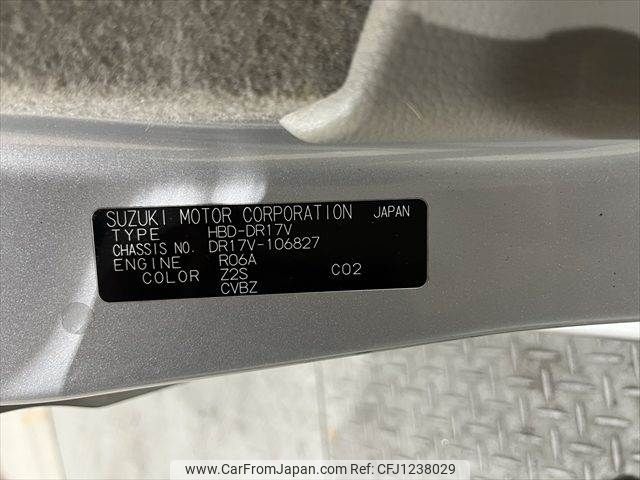 SUZUKI MOTOR CORPORATION JAPAN
TYPE HBD-DR17V
CHASSIS NO. DR17V-106827
ENGINE R06A
COLOR Z2S C02
CVBZ
www.CarFromJapan.com | CFJ1238029